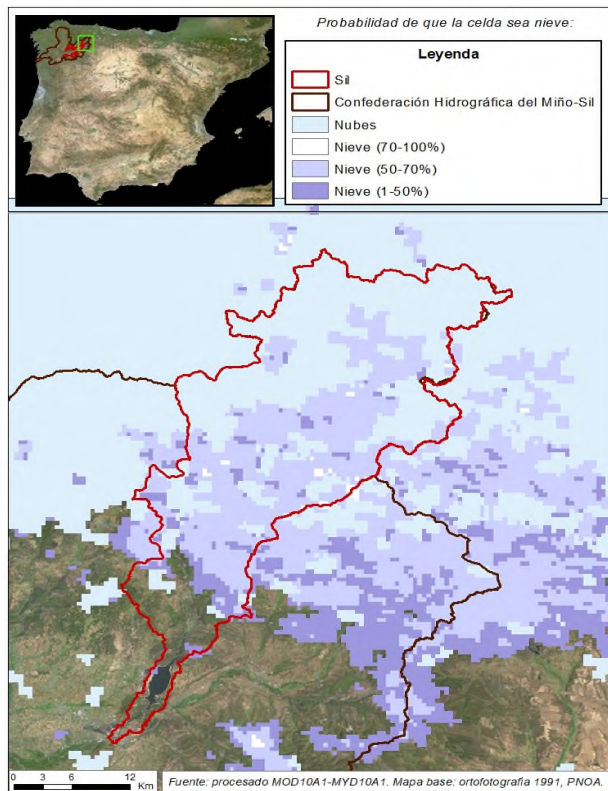 Probabilidad de que la celda sea nieve:
Leyenda
Sil
Confederación Hidrográfica del Miño-Sil
Nubes
Nieve (70-100%)
Nieve (50-70%)
Nieve (1-50%)
0 3 6 12
Km
Fuente: procesado MOD10A1-MYD10A1. Mapa base: ortofotografía 1991, PNOA.